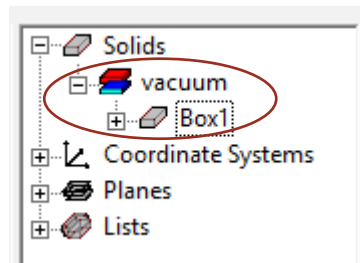 Solids
vacuum
Box1
Coordinate Systems
Planes
Lists